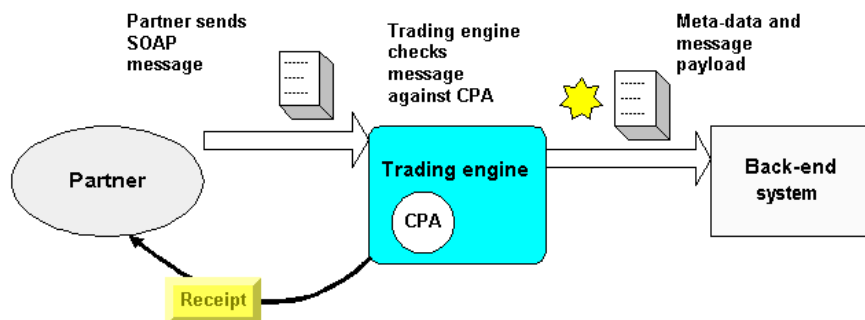 Partner sends
SOAP
message
Trading engine
checks
message
against CPA
Meta-data and
message
payload
Partner
Trading engine
CPA
Back-end
system
Receipt